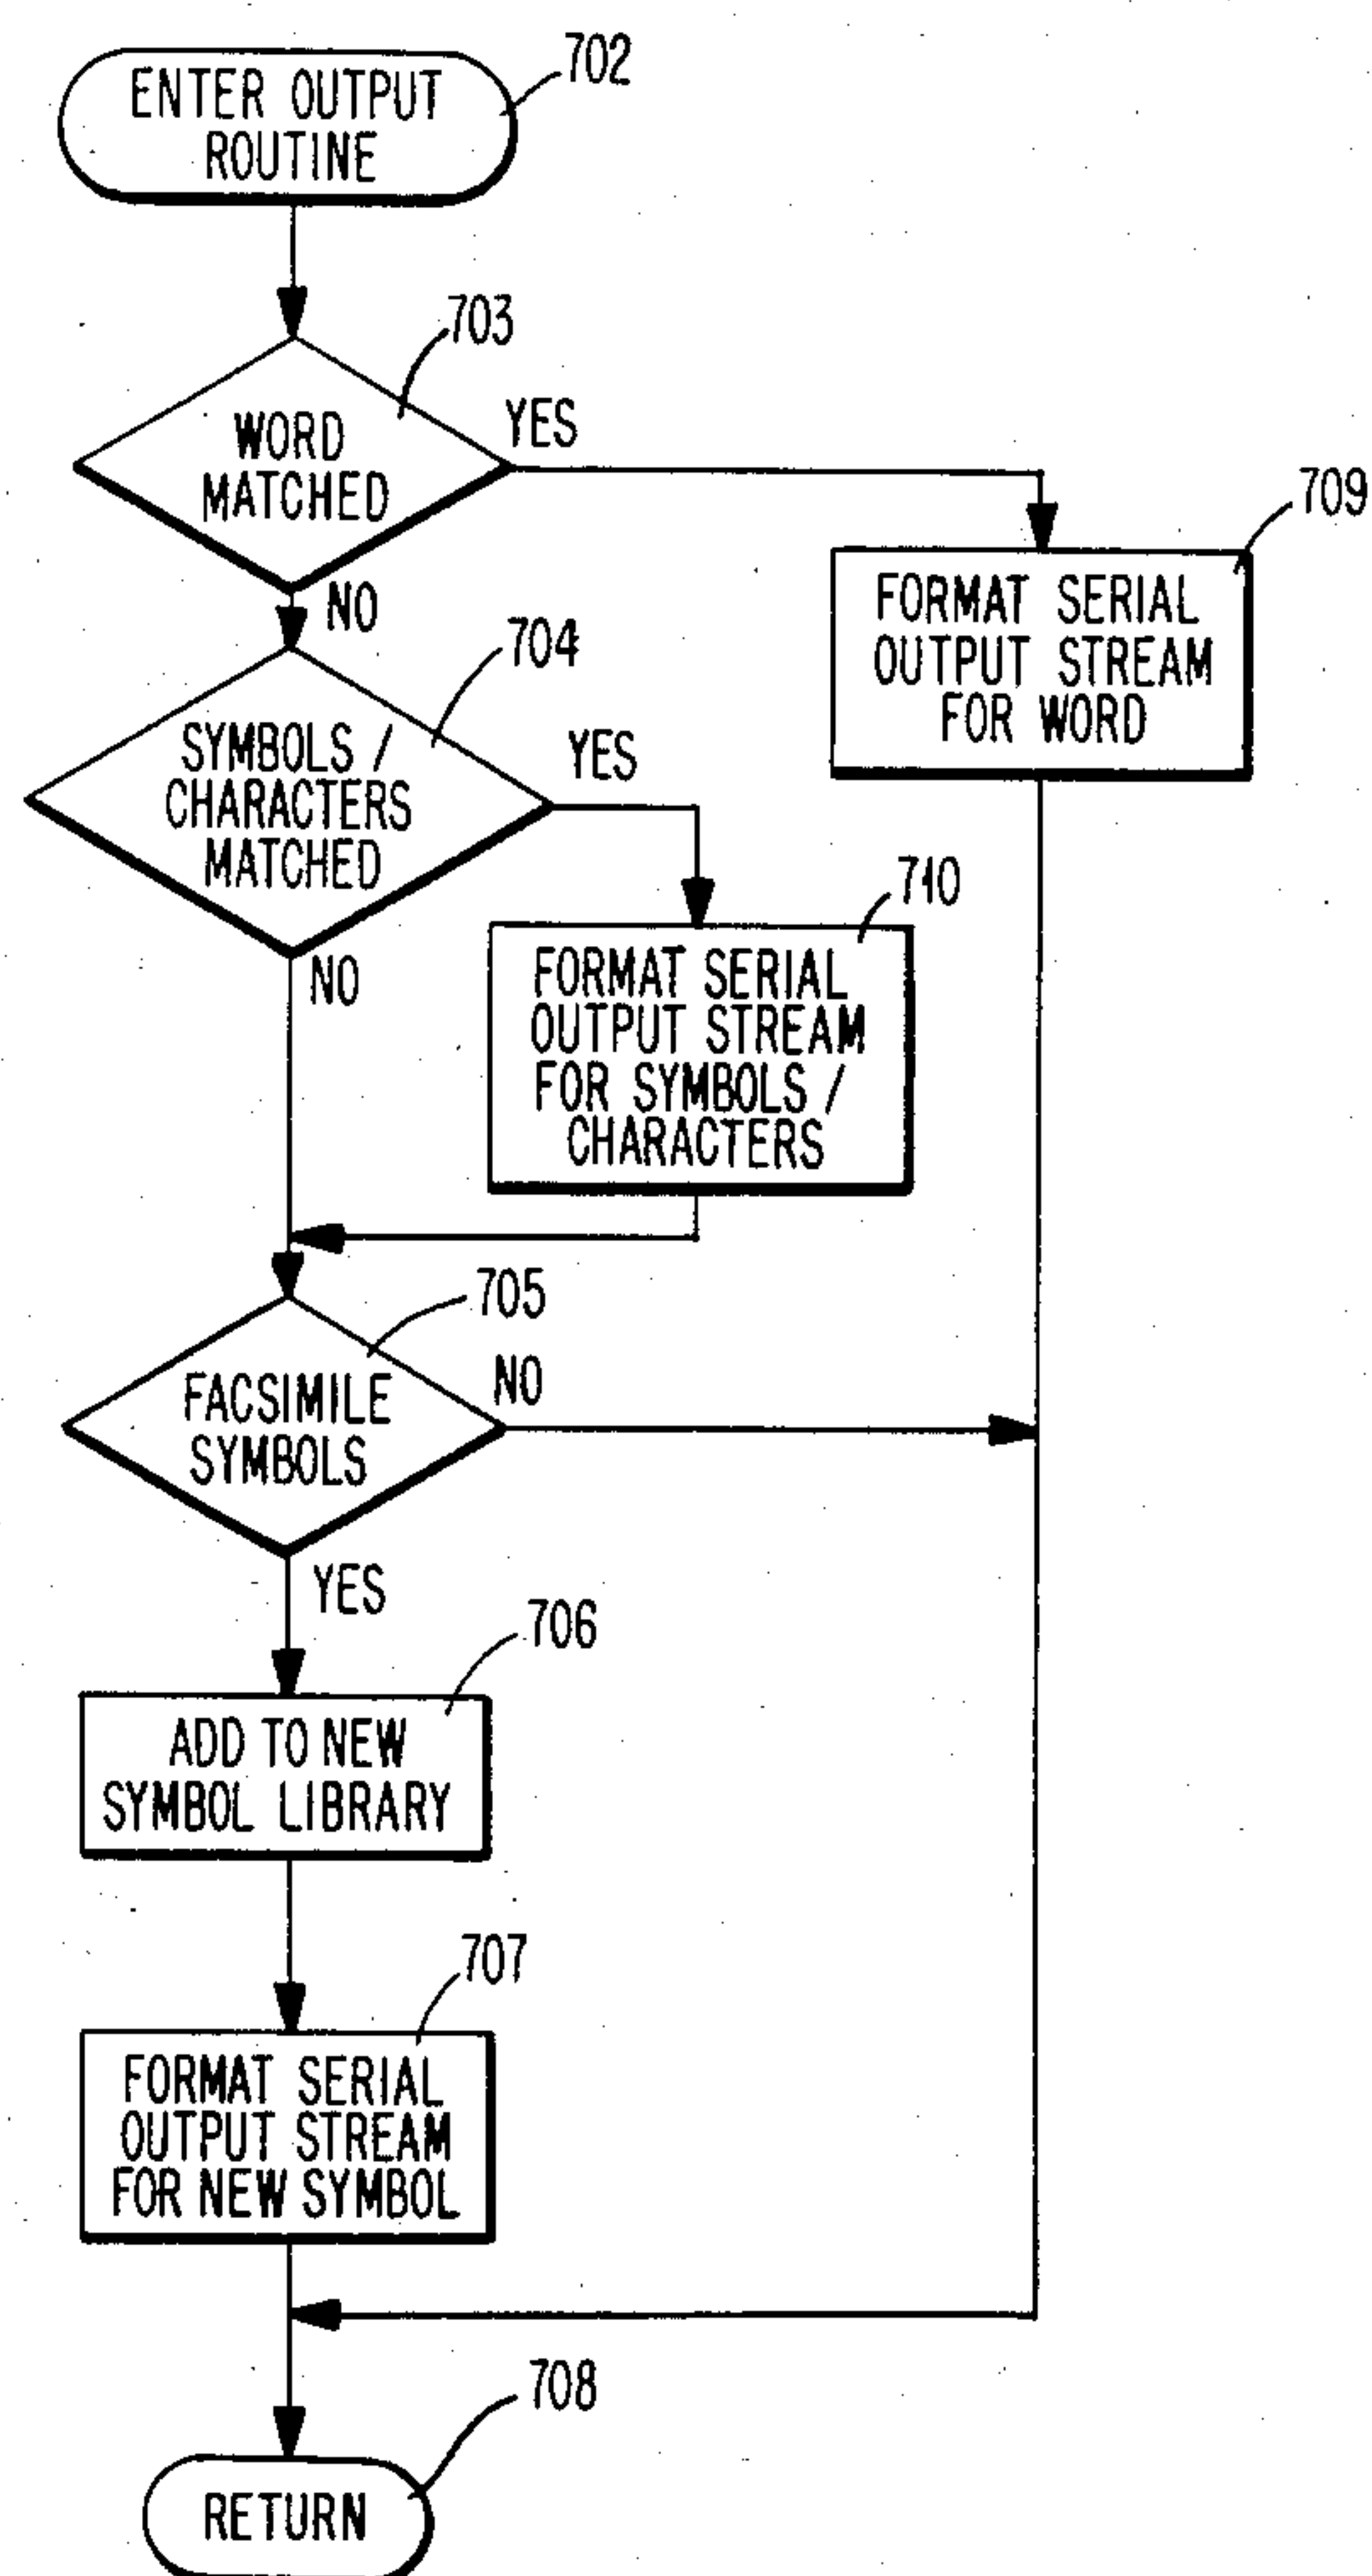 702
ENTER OUTPUT
ROUTINE
703
WORD
MATCHED
YES
NO
709
FORMAT SERIAL
OUTPUT STREAM
FOR WORD
704
SYMBOLS /
CHARACTERS
MATCHED
YES
NO
710
FORMAT SERIAL
OUTPUT STREAM
FOR SYMBOLS /
CHARACTERS
705
FACSIMILE
SYMBOLS
NO
YES
706
ADD TO NEW
SYMBOL LIBRARY
707
FORMAT SERIAL
OUTPUT STREAM
FOR NEW SYMBOL
708
RETURN